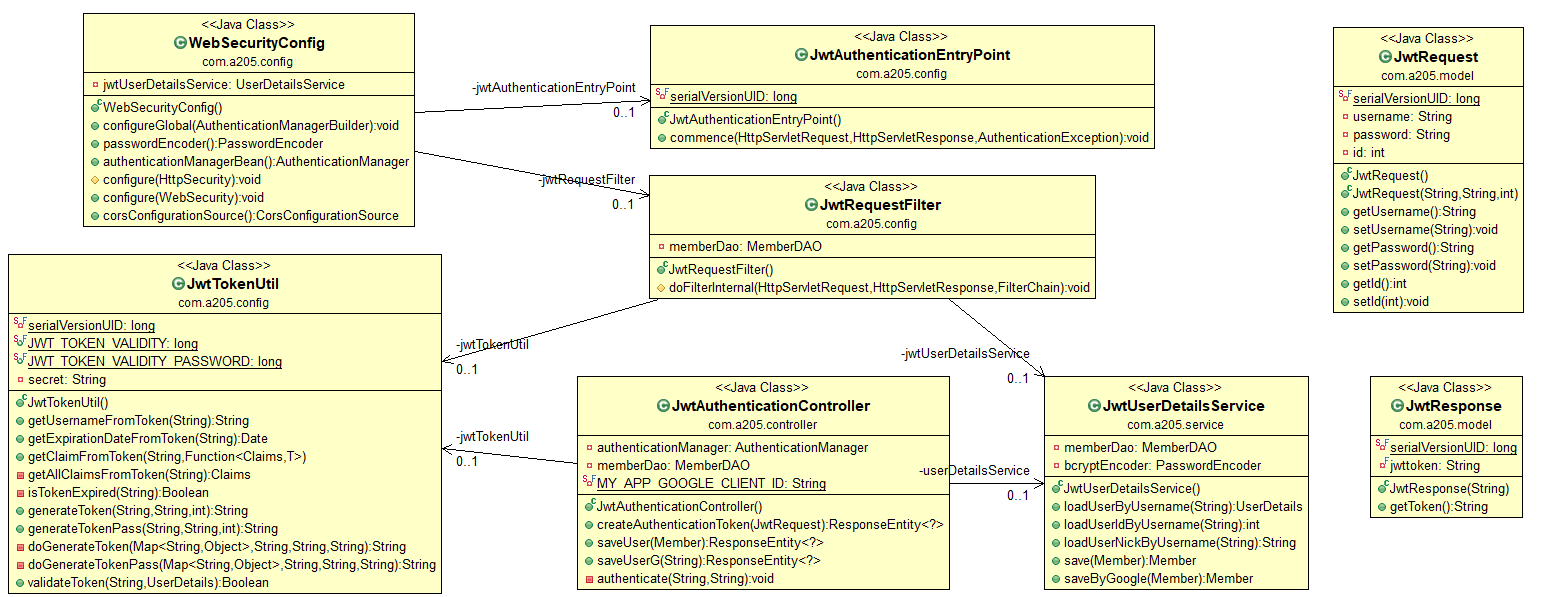 <<Java Class>>
WebSecurityConfig
com.a205.config
jwtUserDetailsService: UserDetailsService
WebSecurityConfig()
configureGlobal(AuthenticationManagerBuilder):void
passwordEncoder():PasswordEncoder
authenticationManagerBean():AuthenticationManager
configure(HttpSecurity):void
configure(WebSecurity):void
corsConfigurationSource():CorsConfigurationSource
-jwtAuthenticationEntryPoint
0..1
<<Java Class>>
JwtAuthenticationEntryPoint
com.a205.config
serialVersionUID: long
JwtAuthenticationEntryPoint()
commence(HttpServletRequest,HttpServletResponse,AuthenticationException):void
<<Java Class>>
JwtRequest
com.a205.model
serialVersionUID: long
username: String
password: String
id: int
JwtRequest()
JwtRequest(String,String,int)
getUsername():String
setUsername(String):void
getPassword():String
setPassword(String):void
getId():int
setId(int):void
-jwtRequestFilter
0..1
<<Java Class>>
JwtRequestFilter
com.a205.config
memberDao: MemberDAO
JwtRequestFilter()
doFilterInternal(HttpServletRequest,HttpServletResponse,FilterChain):void
<<Java Class>>
JwtTokenUtil
com.a205.config
serialVersionUID: long
JWT_TOKEN_VALIDITY: long
JWT_TOKEN_VALIDITY_PASSWORD: long
secret: String
JwtTokenUtil()
getUsernameFromToken(String):String
getExpirationDateFromToken(String):Date
getClaimFromToken(String,Function<Claims,T>)
getAllClaimsFromToken(String):Claims
isTokenExpired(String):Boolean
generateToken(String,String,int):String
generateTokenPass(String,String,int):String
doGenerateToken(Map<String,Object>,String,String,String):String
doGenerateTokenPass(Map<String,Object>,String,String,String):String
validateToken(String,UserDetails):Boolean
-jwtTokenUtil
0..1
-jwtUserDetailsService
0..1
-jwtTokenUtil
0..1
<<Java Class>>
JwtAuthenticationController
com.a205.controller
authenticationManager: AuthenticationManager
memberDao: MemberDAO
MY_APP_GOOGLE_CLIENT_ID: String
JwtAuthenticationController()
createAuthenticationToken(JwtRequest):ResponseEntity<?>
saveUser(Member):ResponseEntity<?>
saveUserG(String):ResponseEntity<?>
authenticate(String,String):void
-userDetailsService
0..1
<<Java Class>>
JwtUserDetailsService
com.a205.service
memberDao: MemberDAO
bcryptEncoder: PasswordEncoder
JwtUserDetailsService()
loadUserByUsername(String):UserDetails
loadUserIdByUsername(String):int
loadUserNickByUsername(String):String
save(Member):Member
saveByGoogle(Member):Member
<<Java Class>>
JwtResponse
com.a205.model
serialVersionUID: long
jwttoken: String
JwtResponse(String)
getToken():String